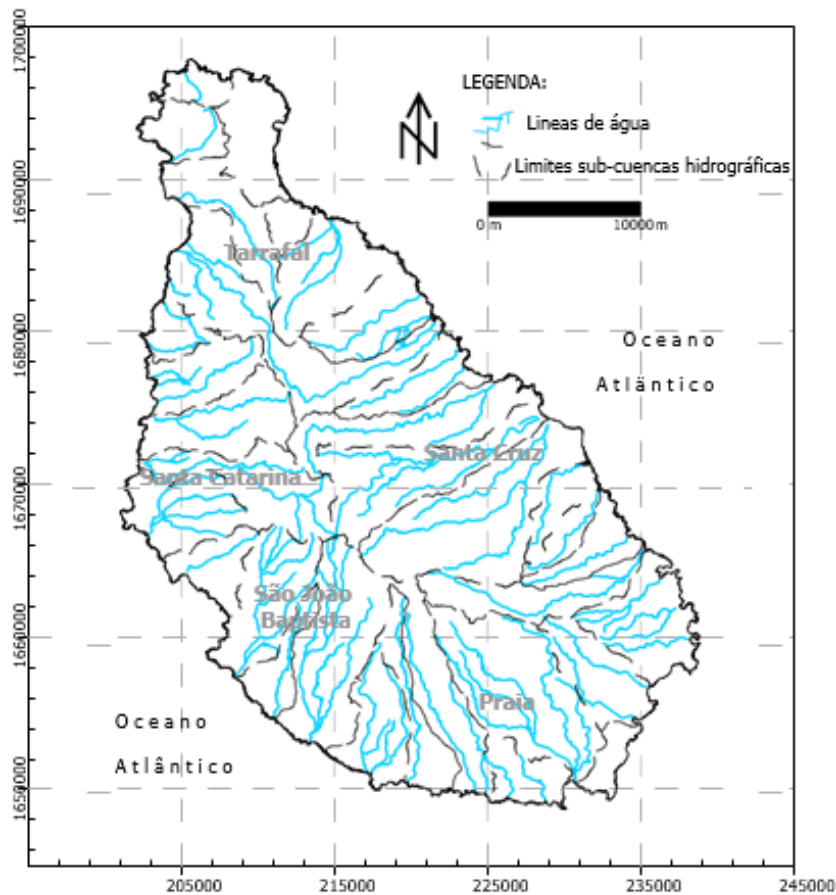 LEGENDA:
Lineas de água
Limites sub-cuencas hidrográficas
0 m 10000m
N
Tarrafal
Oceano
Atlântico
Santa Cruz
Santa Catarina
São João
Baptista
Praia
Oceano
Atlântico
1700000
1690000
1680000
1670000
1660000
1650000
205000 215000 225000 235000 245000